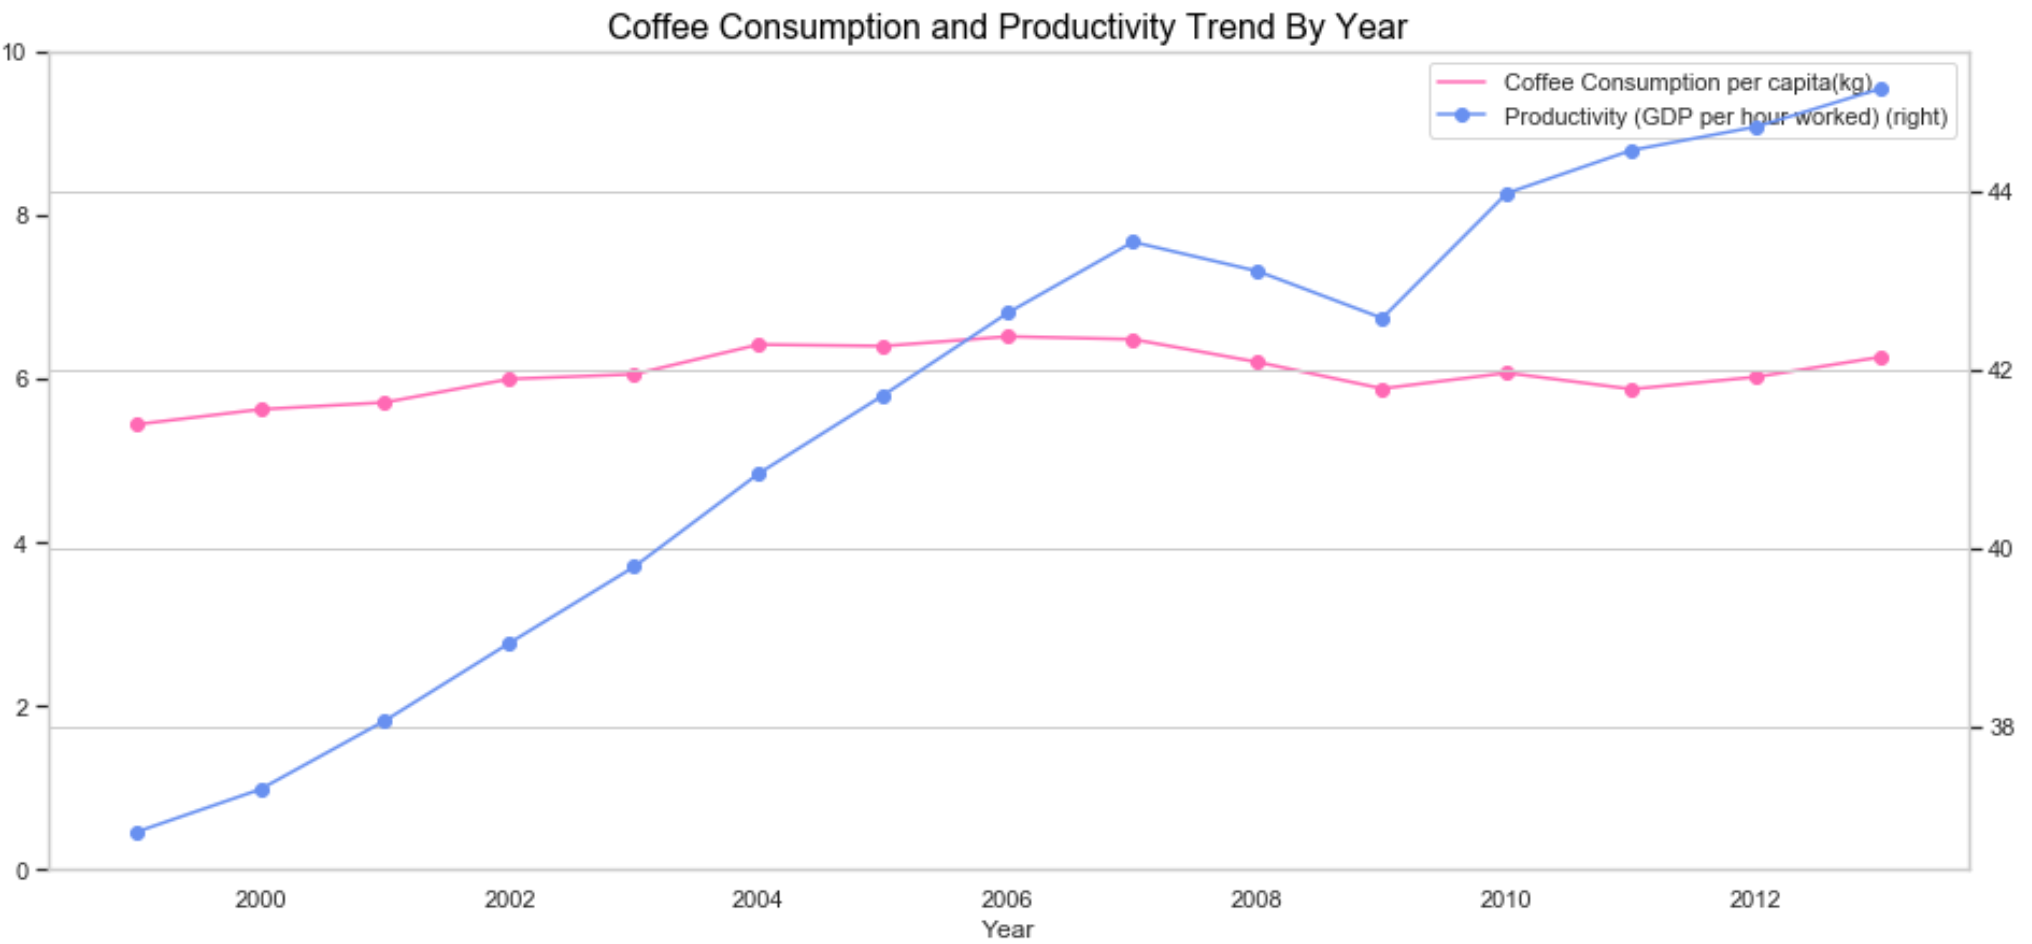 Coffee Consumption and Productivity Trend By Year
Coffee Consumption per capita(kg)
Productivity (GDP per hour worked) (right)
10
8
6
4
2
0
44
42
40
38
2000 2002 2004 2006 2008 2010 2012
Year